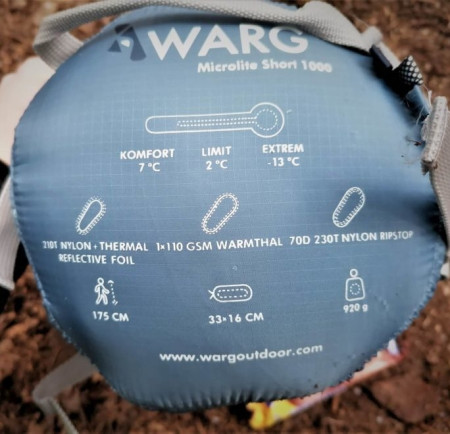 WARG
Microlite Short 1000
KOMFORT LIMIT EXTREM
7 °C 2 °C -13 °C
210T NYLON + THERMAL 1×110 GSM WARMTHAL 70D 230T NYLON RIPSTOP
REFLECTIVE FOIL
175 CM 33×16 CM 920 g
www.wargoutdoor.com